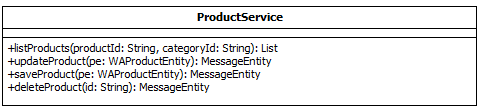 ProductService
+listProducts(productId: String, categoryId: String): List
+updateProduct(pe: WAProductEntity): MessageEntity
+saveProduct(pe: WAProductEntity): MessageEntity
+deleteProduct(id: String): MessageEntity